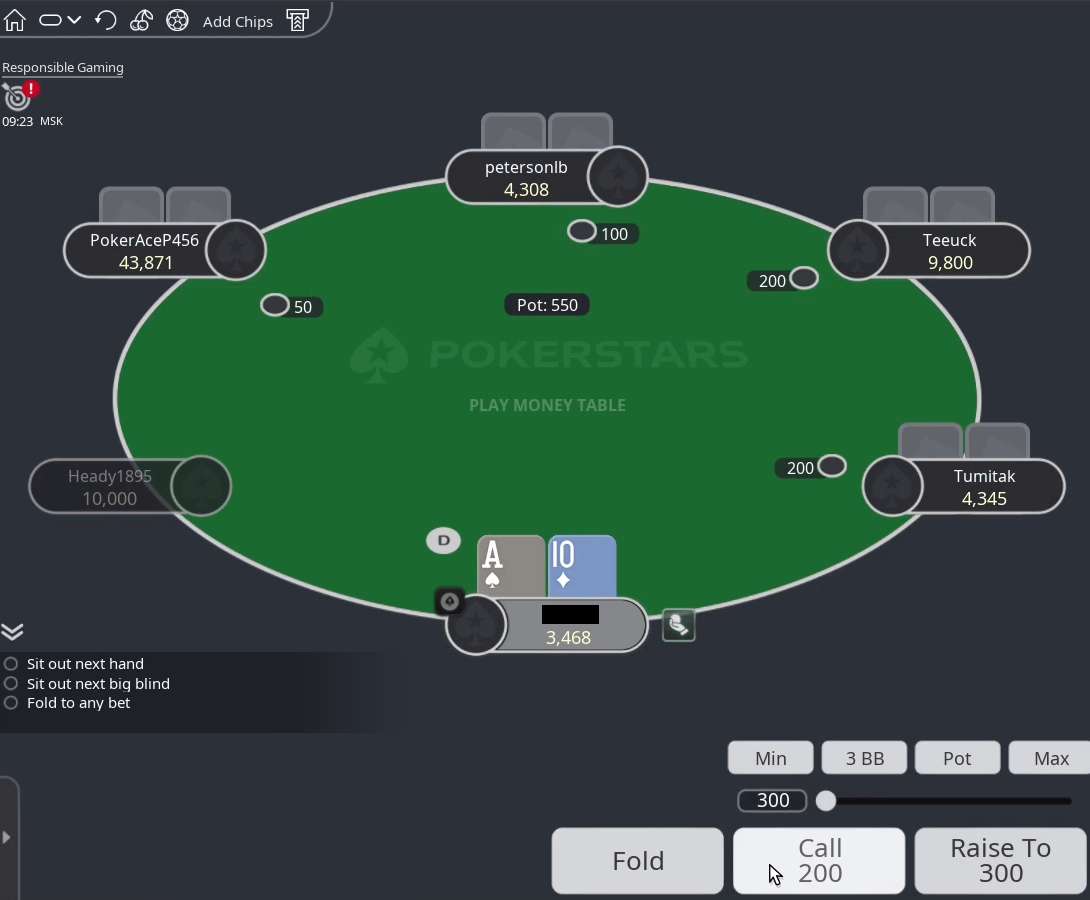 Add Chips
Responsible Gaming
!
09:23 MSK
petersonlb
4,308
PokerAceP456
43,871
Teeuck
9,800
100
200
50
Pot: 550
POKERSTARS
PLAY MONEY TABLE
Heady1895
10,000
200
Tumitak
4,345
D
A
10
3,468
Sit out next hand
Sit out next big blind
Fold to any bet
Min
3 BB
Pot
Max
300
Fold
Call
200
Raise To
300